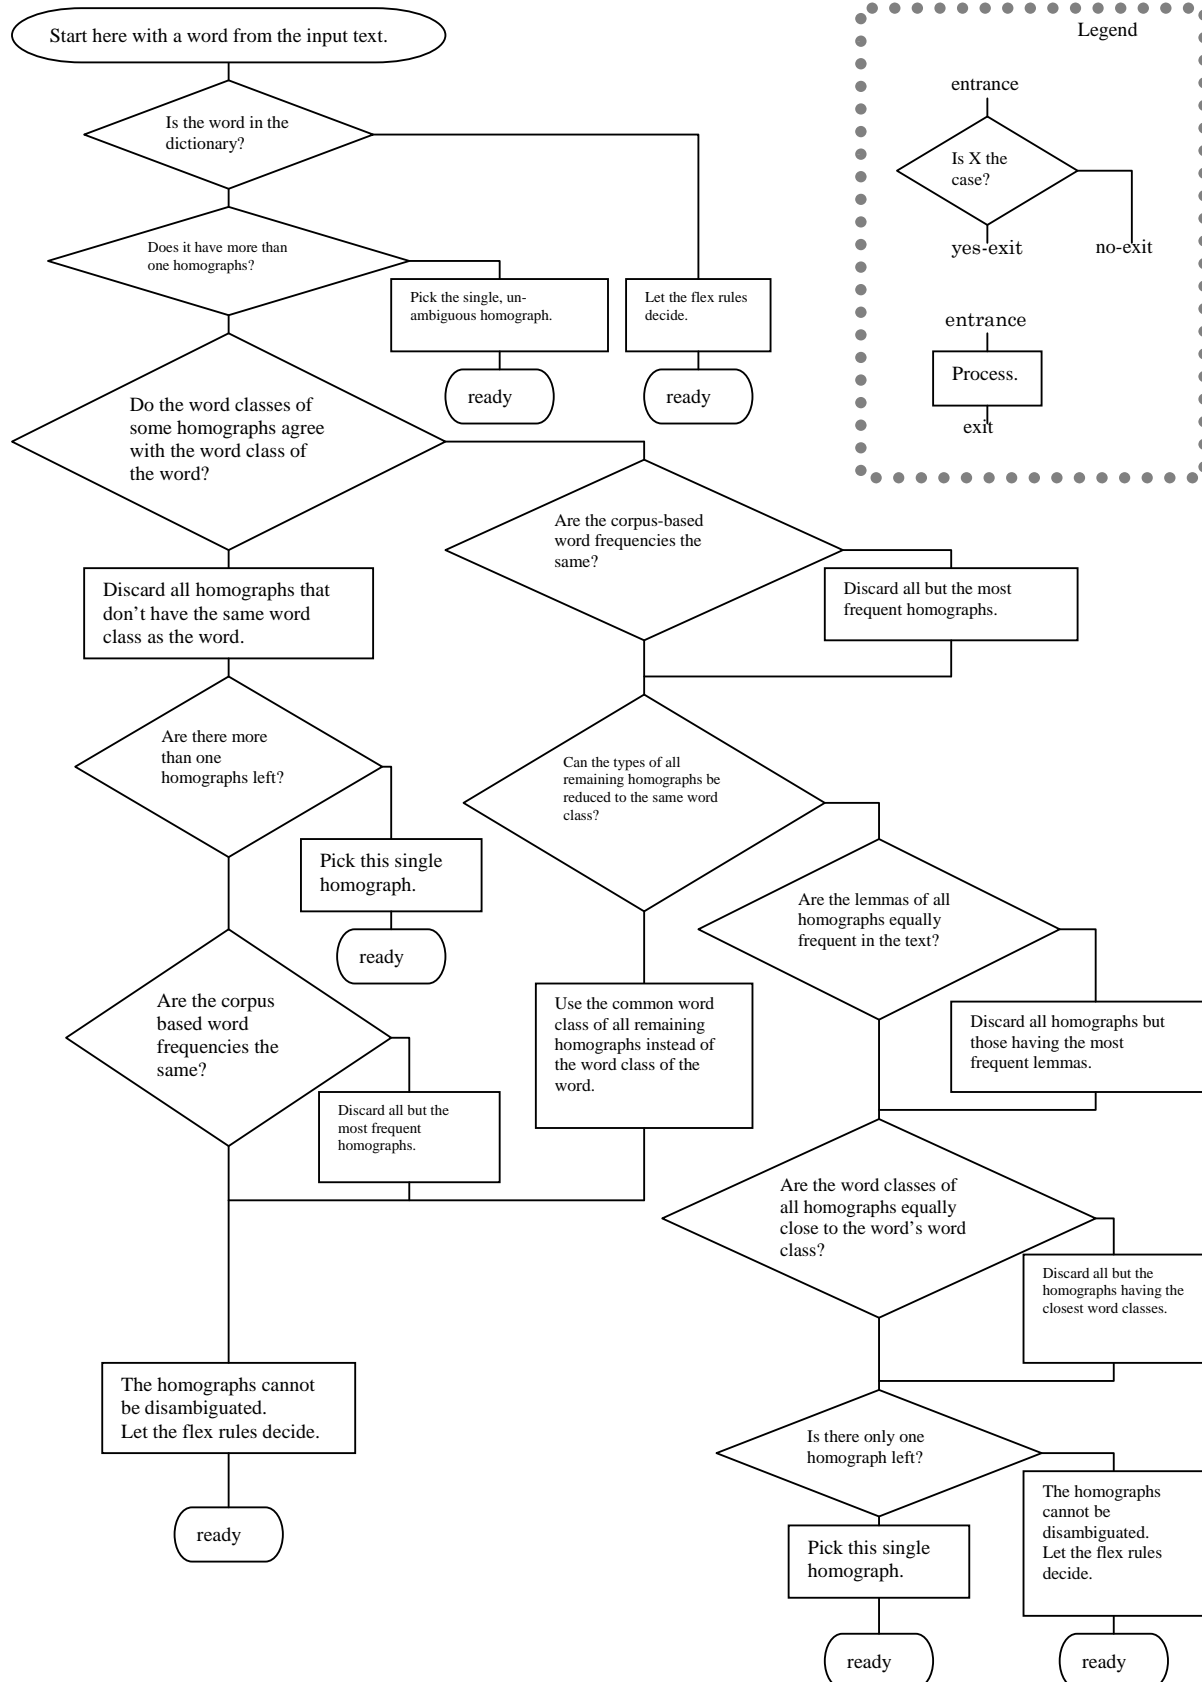 Start here with a word from the input text.
Is the word in the
dictionary?
Does it have more than
one homographs?
Pick the single, un-
ambiguous homograph.
ready
Let the flex rules
decide.
ready
Legend
entrance
Is X the
case?
yes-exit
no-exit
entrance
Process.
exit
Do the word classes of
some homographs agree
with the word class of
the word?
Are the corpus-based
word frequencies the
same?
Discard all but the most
frequent homographs.
Discard all homographs that
don’t have the same word
class as the word.
Are there more
than one
homographs left?
Pick this single
homograph.
ready
Can the types of all
remaining homographs be
reduced to the same word
class?
Are the lemmas of all
homographs equally
frequent in the text?
Discard all homographs but
those having the most
frequent lemmas.
Use the common word
class of all remaining
homographs instead of
the word class of the
word.
Are the corpus
based word
frequencies the
same?
Discard all but the
most frequent
homographs.
Are the word classes of
all homographs equally
close to the word’s word
class?
Discard all but the
homographs having the
closest word classes.
The homographs cannot
be disambiguated.
Let the flex rules decide.
ready
Is there only one
homograph left?
Pick this single
homograph.
ready
The homographs
cannot be
disambiguated.
Let the flex rules
decide.
ready